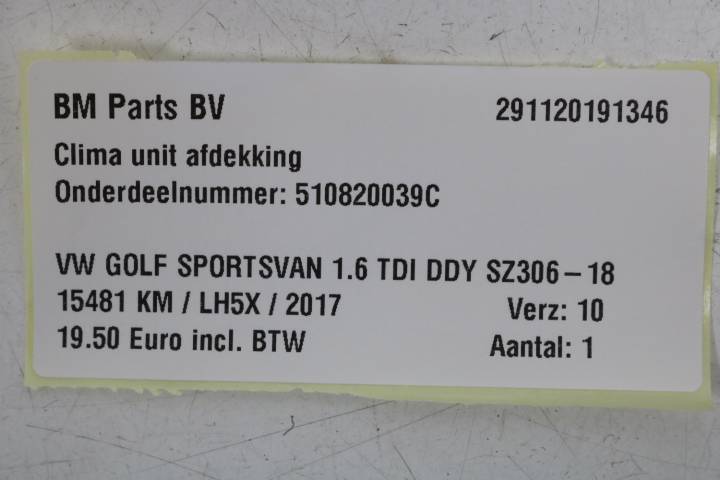 BM Parts BV 291120191346
Clima unit afdekking
Onderdeelnummer: 510820039C
VW GOLF SPORTSVAN 1.6 TDI DDY SZ306-18
15481 KM / LH5X / 2017 Verz: 10
19.50 Euro incl. BTW Aantal: 1